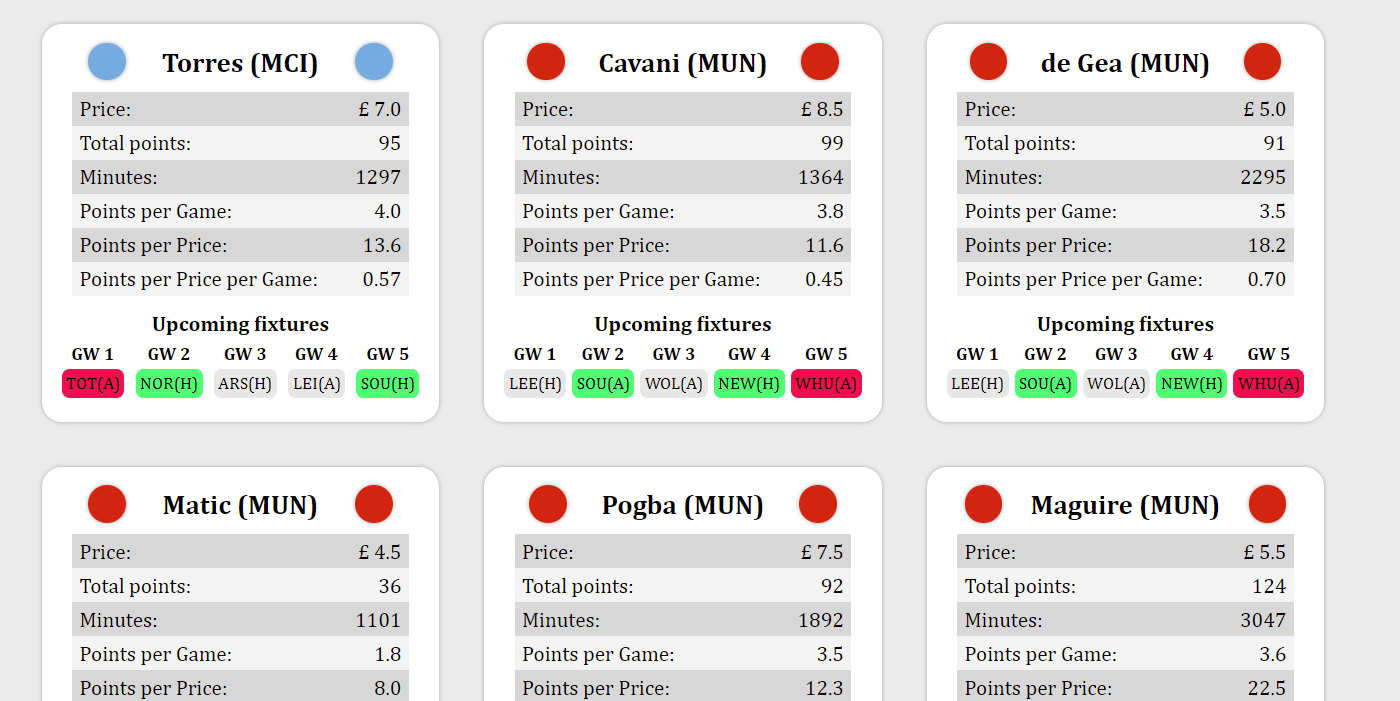 Torres (MCI)
Price: £ 7.0
Total points: 95
Minutes: 1297
Points per Game: 4.0
Points per Price: 13.6
Points per Price per Game: 0.57
Upcoming fixtures
GW 1 GW 2 GW 3 GW 4 GW 5
TOT(A) NOR(H) ARS(H) LEI(A) SOU(H)
Cavani (MUN)
Price: £ 8.5
Total points: 99
Minutes: 1364
Points per Game: 3.8
Points per Price: 11.6
Points per Price per Game: 0.45
Upcoming fixtures
GW 1 GW 2 GW 3 GW 4 GW 5
LEE(H) SOU(A) WOL(A) NEW(H) WHU(A)
de Gea (MUN)
Price: £ 5.0
Total points: 91
Minutes: 2295
Points per Game: 3.5
Points per Price: 18.2
Points per Price per Game: 0.70
Upcoming fixtures
GW 1 GW 2 GW 3 GW 4 GW 5
LEE(H) SOU(A) WOL(A) NEW(H) WHU(A)
Matic (MUN)
Price: £ 4.5
Total points: 36
Minutes: 1101
Points per Game: 1.8
Points per Price: 8.0
Pogba (MUN)
Price: £ 7.5
Total points: 92
Minutes: 1892
Points per Game: 3.5
Points per Price: 12.3
Maguire (MUN)
Price: £ 5.5
Total points: 124
Minutes: 3047
Points per Game: 3.6
Points per Price: 22.5